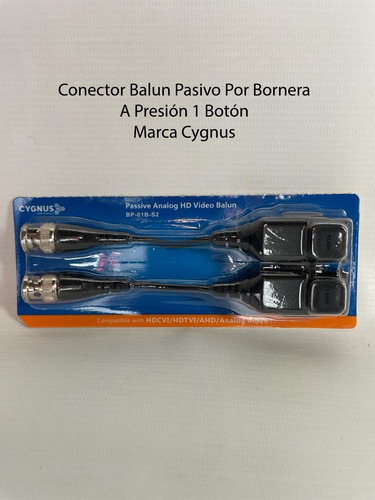 Conector Balun Pasivo Por Bornera
A Presión 1 Botón
Marca Cygnus
CYGNUS
Passive Analog HD Video Balun
BP-01B-S2
Compatible with HDCVI/HDTVI/AHD/Analog Video